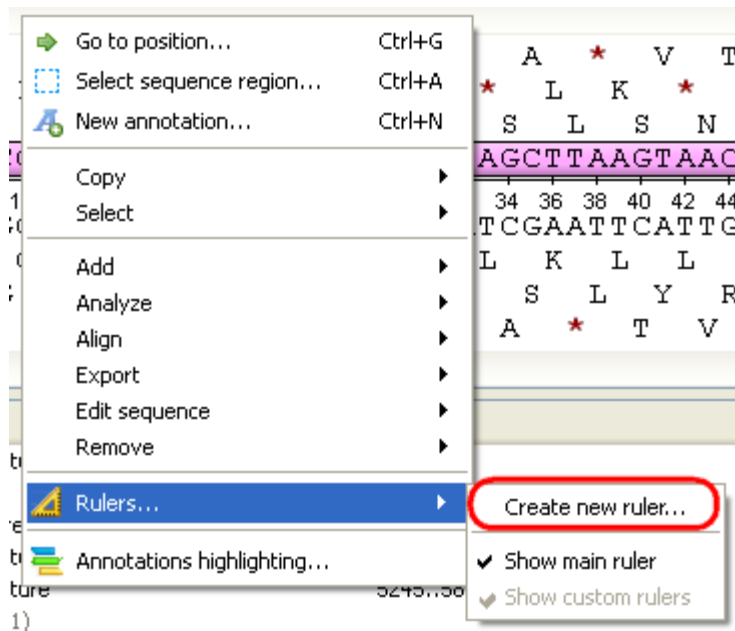 Go to position... Ctrl+G
Select sequence region... Ctrl+A
New annotation... Ctrl+N
Copy
Select
Add
Analyze
Align
Export
Edit sequence
Remove
Rulers...
Annotations highlighting...
Create new ruler...
Show main ruler
Show custom rulers
A * V T
* L K *
S L S N
AGCTTAAGTAAC
34 36 38 40 42 44
TCGAATTCATTG
L K L L
S L Y R
A * T V
1)